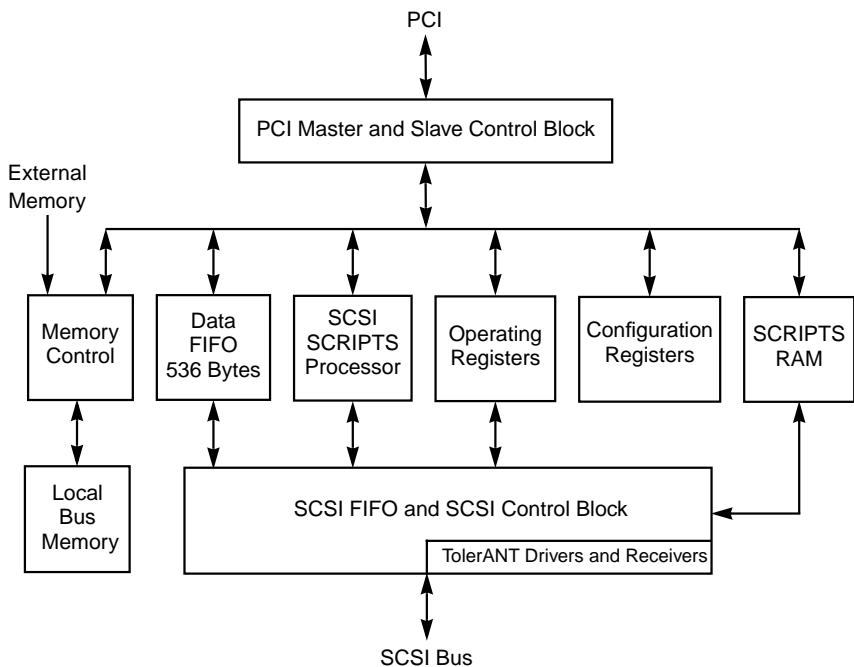 PCI
PCI Master and Slave Control Block
External
Memory
Memory
Control
Data
FIFO
536 Bytes
SCSI
SCRIPTS
Processor
Operating
Registers
Configuration
Registers
SCRIPTS
RAM
Local
Bus
Memory
SCSI FIFO and SCSI Control Block
TolerANT Drivers and Receivers
SCSI Bus